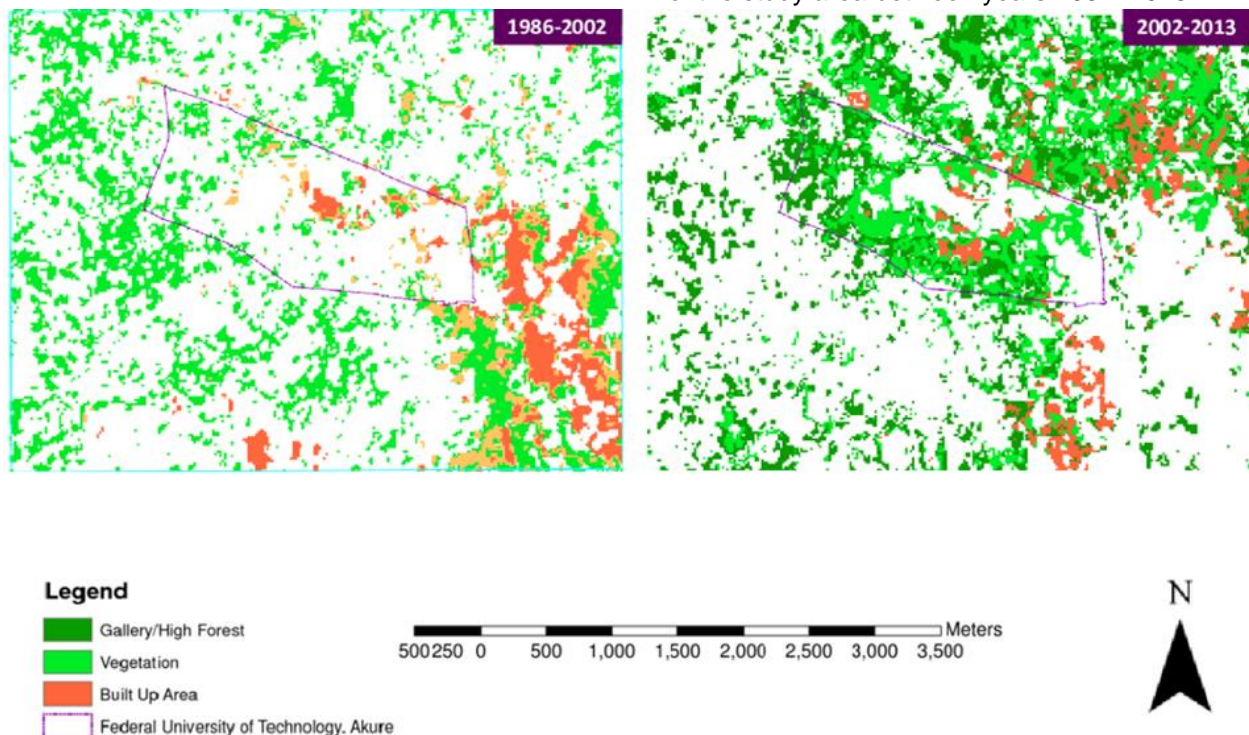 1986-2002
2002-2013
Legend
Gallery/High Forest
Vegetation
Built Up Area
Federal University of Technology, Akure
Meters
500 250 0 500 1,000 1,500 2,000 2,500 3,000 3,500
N